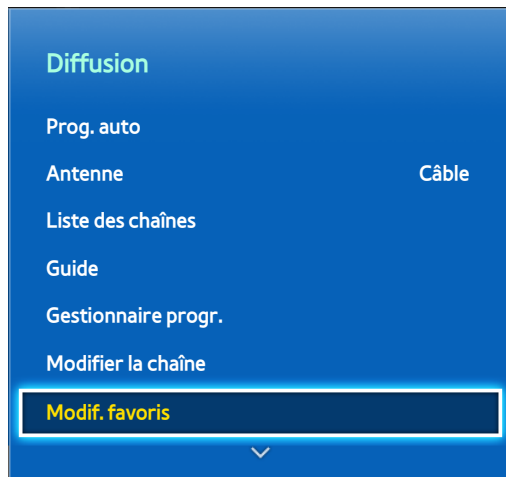 Diffusion
Prog. auto
Antenne Câble
Liste des chaînes
Guide
Gestionnaire progr.
Modifier la chaîne
Modif. favoris